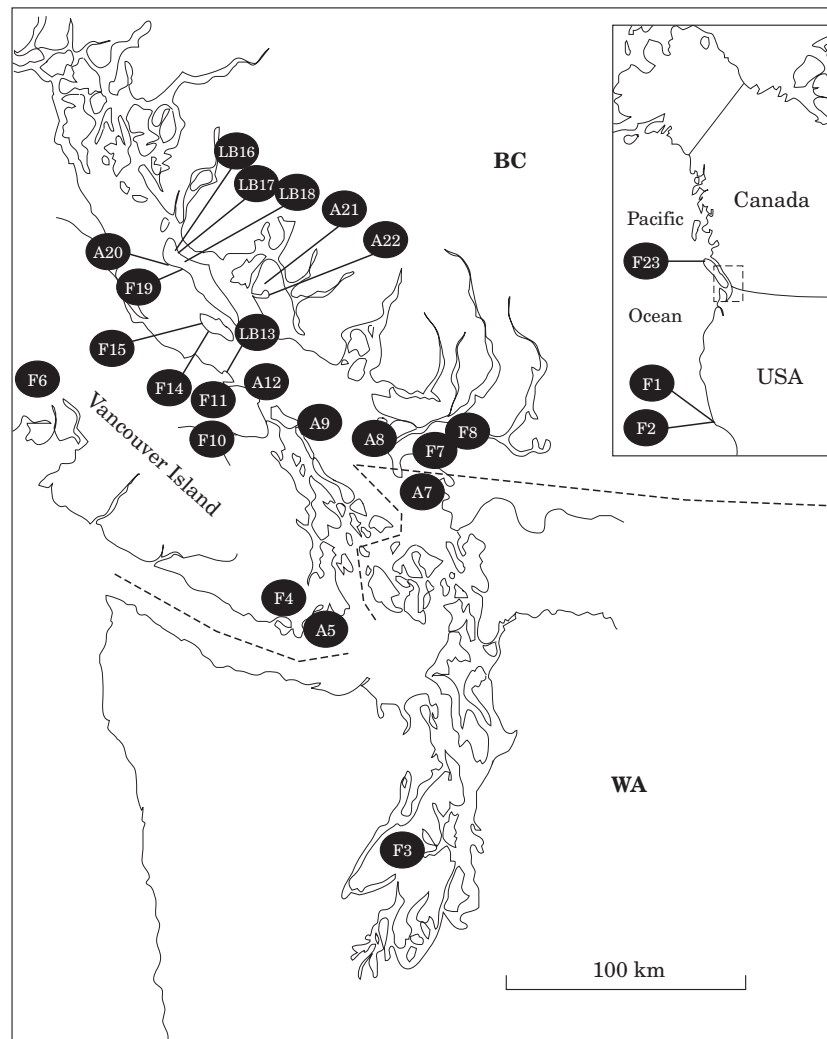 BC
LB16
LB17
LB18
A21
A22
A20
F19
LB13
F15
F14
F11
A12
F6
F10
A9
A8
F8
F7
A7
Vancouver Island
F4
A5
WA
F3
100 km
Pacific
Canada
F23
Ocean
USA
F1
F2